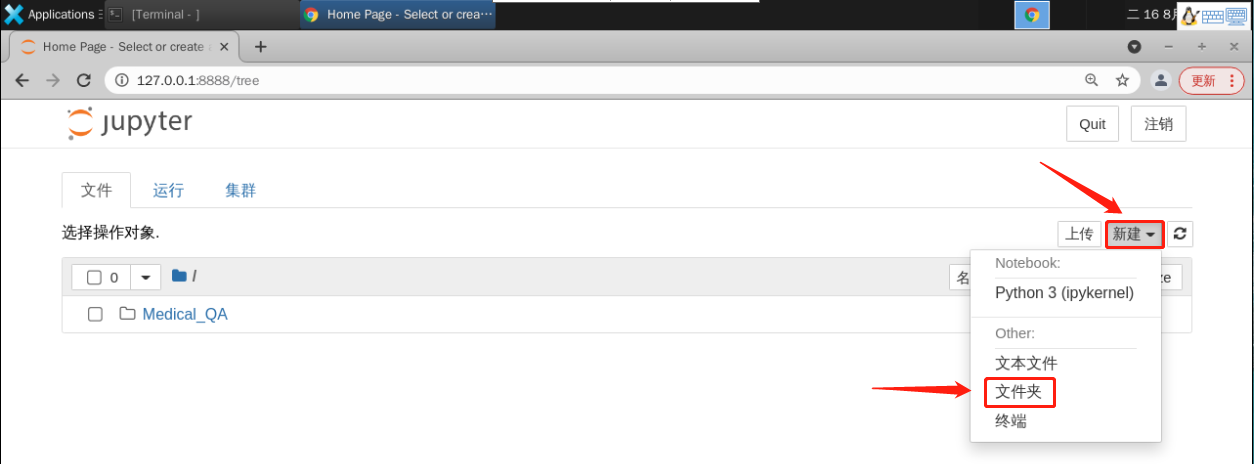 Applications
[Terminal - ]
Home Page - Select or crea…
二 16 8月
Home Page - Select or create
127.0.0.1:8888/tree
更新
jupyter
Quit
注销
文件
运行
集群
选择操作对象.
上传
新建
0
/
名
ze
Medical_QA
Notebook:
Python 3 (ipykernel)
Other:
文本文件
文件夹
终端